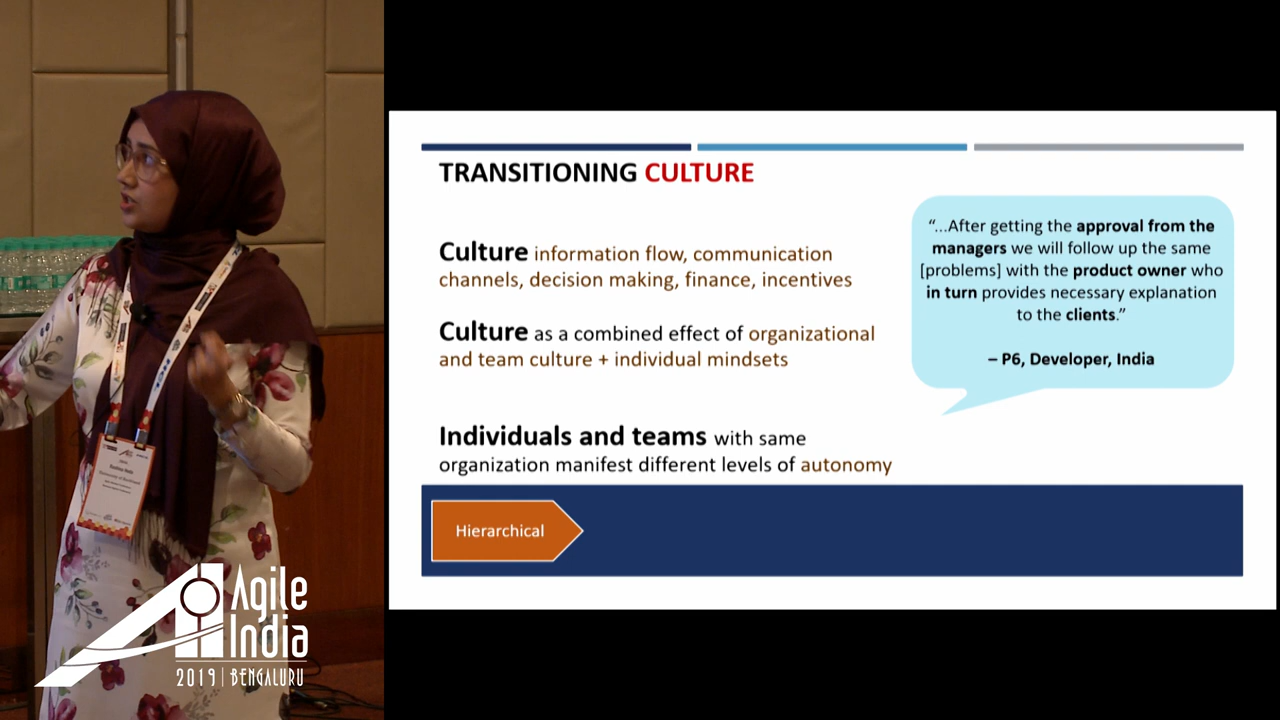 TRANSITIONING CULTURE
Culture information flow, communication
channels, decision making, finance, incentives
Culture as a combined effect of organizational
and team culture + individual mindsets
Individuals and teams with same
organization manifest different levels of autonomy
“...After getting the approval from the
managers we will follow up the same
[problems] with the product owner who
in turn provides necessary explanation
to the clients.”
– P6, Developer, India
Hierarchical
Agile
India
2019 | BENGALURU